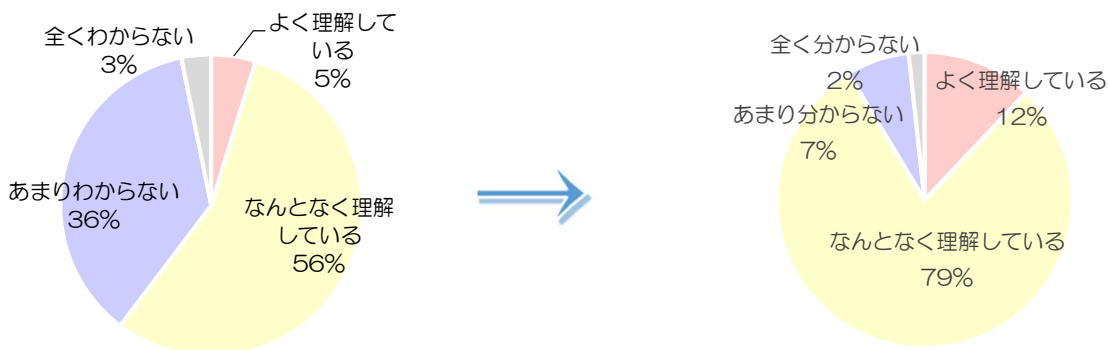 よく理解して
いる
5%
なんとなく理解
している
56%
あまりわからない
36%
全くわからない
3%
よく理解している
12%
なんとなく理解している
79%
あまり分からない
7%
全く分からない
2%